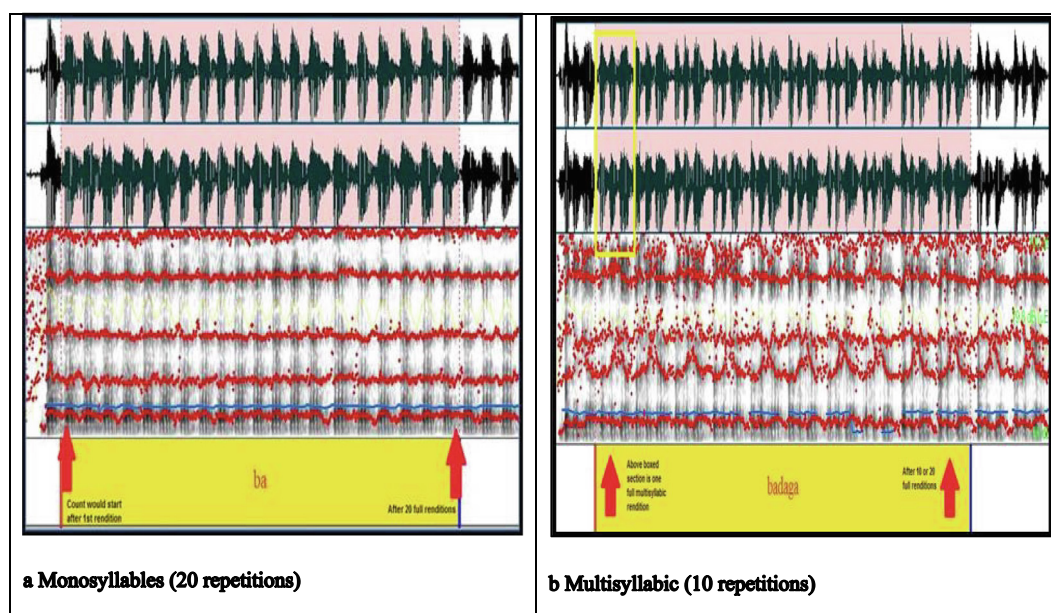 ba
Count would start
after 1st rendition
After 20 full renditions
a Monosyllables (20 repetitions)
Above boxed
section is one
full multisylabic
rendition
badaga
After 10 or 20
full renditions
b Multisyllabic (10 repetitions)